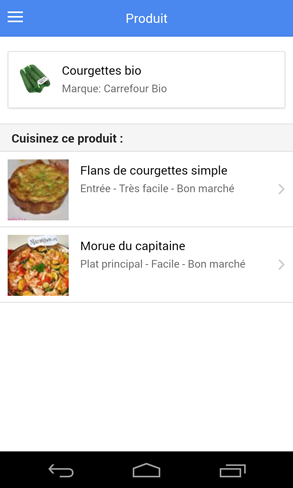 Produit
Courgettes bio
Marque: Carrefour Bio
Cuisinez ce produit :
Flans de courgettes simple
Entrée - Très facile - Bon marché
Morue du capitaine
Plat principal - Facile - Bon marché